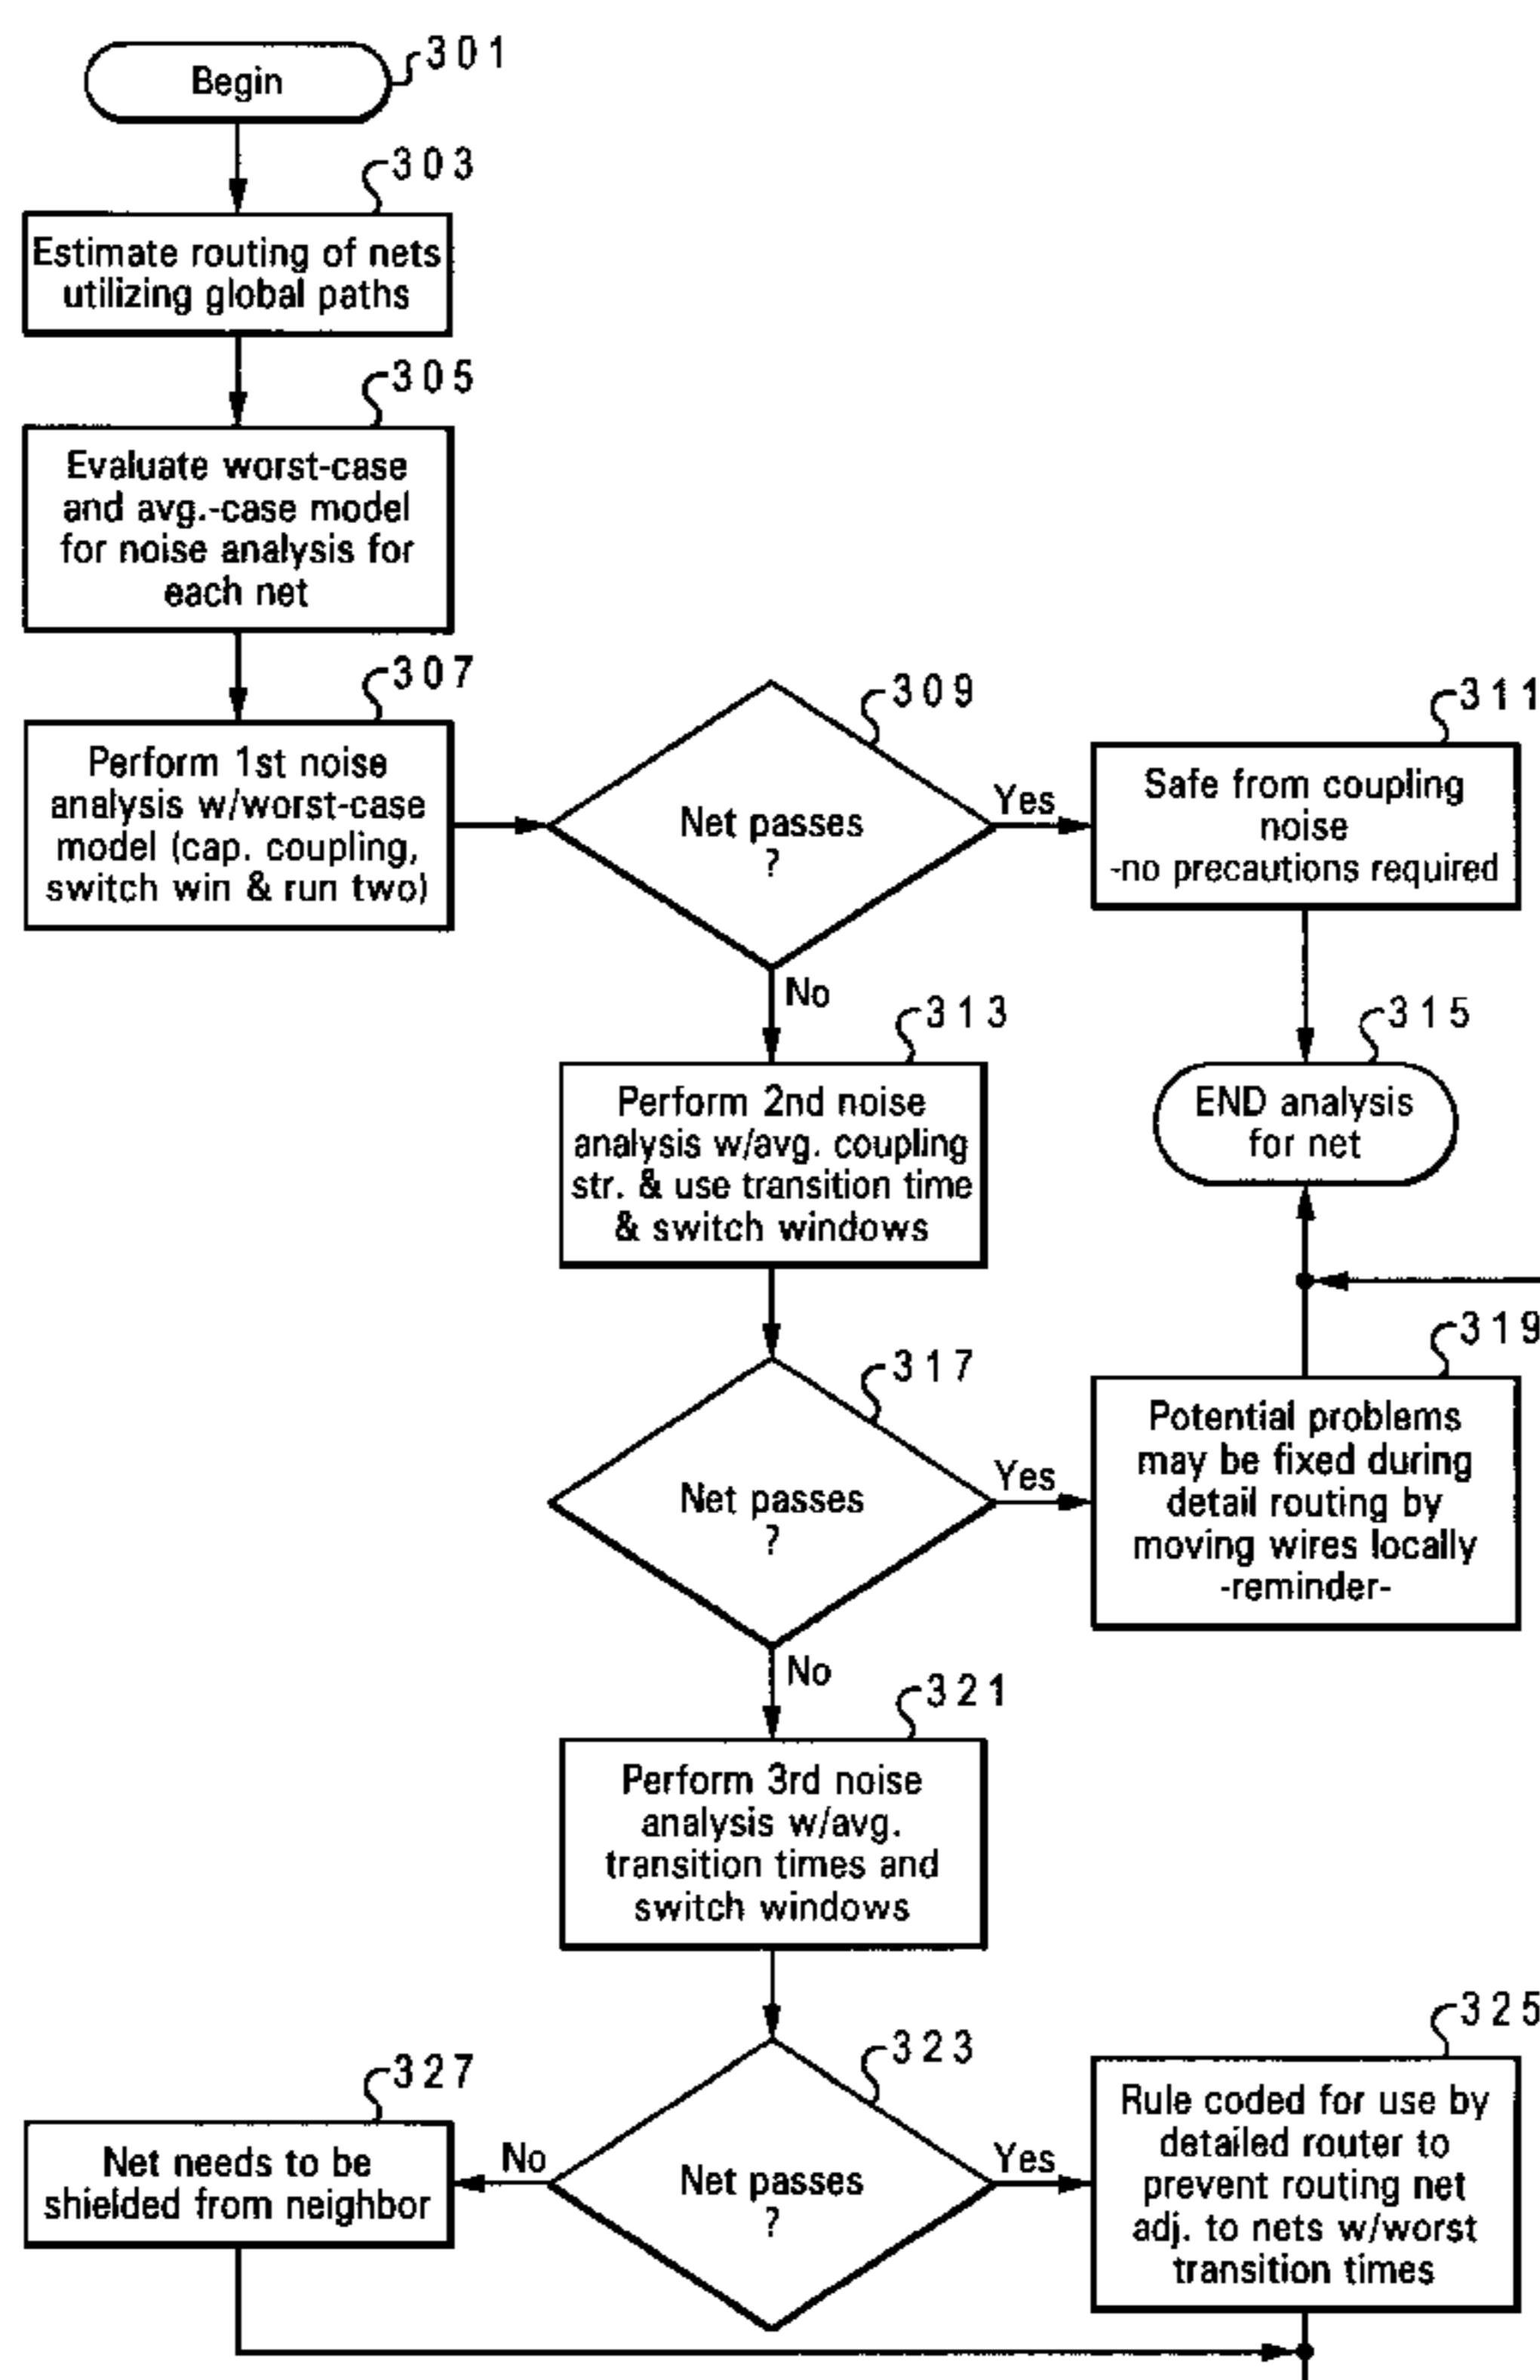 Begin
301
303
Estimate routing of nets
utilizing global paths
305
Evaluate worst-case
and avg.-case model
for noise analysis for
each net
307
Perform 1st noise
analysis w/worst-case
model (cap. coupling,
switch win & run two)
309
Net passes
?
Yes
No
311
Safe from coupling
noise
-no precautions required
313
Perform 2nd noise
analysis w/avg. coupling
str. & use transition time
& switch windows
315
END analysis
for net
317
Net passes
?
Yes
No
319
Potential problems
may be fixed during
detail routing by
moving wires locally
-reminder-
321
Perform 3rd noise
analysis w/avg.
transition times and
switch windows
323
Net passes
?
No
Yes
325
Rule coded for use by
detailed router to
prevent routing net
adj. to nets w/worst
transition times
327
Net needs to be
shielded from neighbor